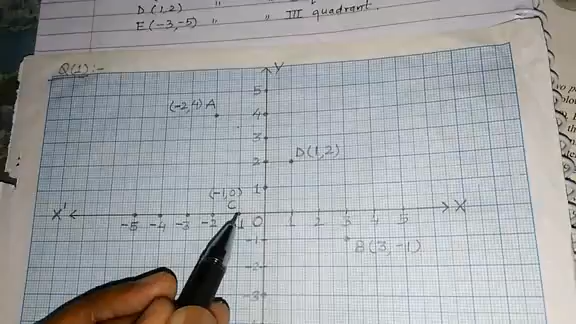 D(1,2) "
E(-3,-5) " " III quadrant.
Q(1):-
Y
5
(-2,4) A
4
3
D(1,2)
2
(-1,0)
1
C
X' -5 -4 -3 -2 -1 0 1 2 3 4 5 X
-1
B(3,-1)
-2
-3